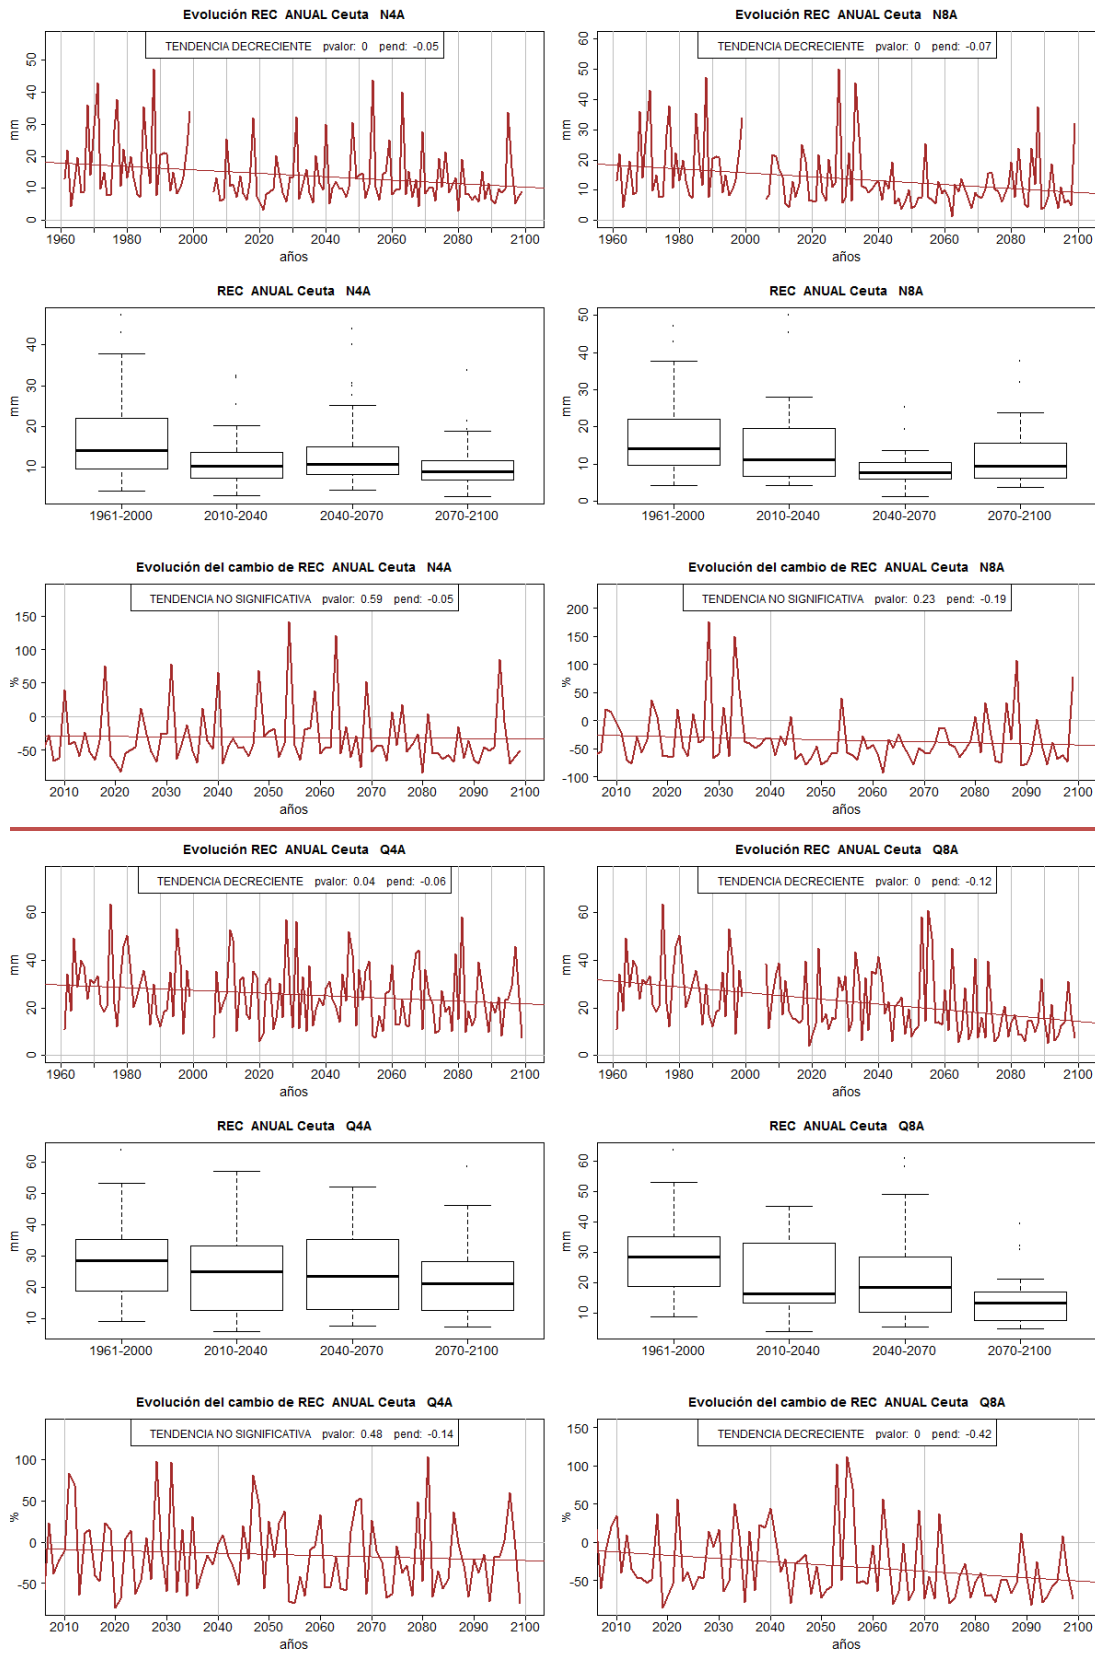 Evolución REC ANUAL Ceuta N4A
TENDENCIA DECRECIENTE pvalor: 0 pend: -0.05
mm
0 10 20 30 40 50
1960 1980 2000 2020 2040 2060 2080 2100
años
Evolución REC ANUAL Ceuta N8A
TENDENCIA DECRECIENTE pvalor: 0 pend: -0.07
mm
0 10 20 30 40 50 60
1960 1980 2000 2020 2040 2060 2080 2100
años
REC ANUAL Ceuta N4A
mm
10 20 30 40
1961-2000 2010-2040 2040-2070 2070-2100
REC ANUAL Ceuta N8A
mm
0 10 20 30 40 50
1961-2000 2010-2040 2040-2070 2070-2100
Evolución del cambio de REC ANUAL Ceuta N4A
TENDENCIA NO SIGNIFICATIVA pvalor: 0.59 pend: -0.05
%
150
100
50
0
-50
2010 2020 2030 2040 2050 2060 2070 2080 2090 2100
años
Evolución del cambio de REC ANUAL Ceuta N8A
TENDENCIA NO SIGNIFICATIVA pvalor: 0.23 pend: -0.19
%
200
150
100
50
0
-50
-100
2010 2020 2030 2040 2050 2060 2070 2080 2090 2100
años
Evolución REC ANUAL Ceuta Q4A
TENDENCIA DECRECIENTE pvalor: 0.04 pend: -0.06
mm
0 20 40 60
1960 1980 2000 2020 2040 2060 2080 2100
años
Evolución REC ANUAL Ceuta Q8A
TENDENCIA DECRECIENTE pvalor: 0 pend: -0.12
mm
0 20 40 60
1960 1980 2000 2020 2040 2060 2080 2100
años
REC ANUAL Ceuta Q4A
mm
10 20 30 40 50 60
1961-2000 2010-2040 2040-2070 2070-2100
REC ANUAL Ceuta Q8A
mm
10 20 30 40 50 60
1961-2000 2010-2040 2040-2070 2070-2100
Evolución del cambio de REC ANUAL Ceuta Q4A
TENDENCIA NO SIGNIFICATIVA pvalor: 0.48 pend: -0.14
%
100
50
0
-50
2010 2020 2030 2040 2050 2060 2070 2080 2090 2100
años
Evolución del cambio de REC ANUAL Ceuta Q8A
TENDENCIA DECRECIENTE pvalor: 0 pend: -0.42
%
150
100
50
0
-50
2010 2020 2030 2040 2050 2060 2070 2080 2090 2100
años